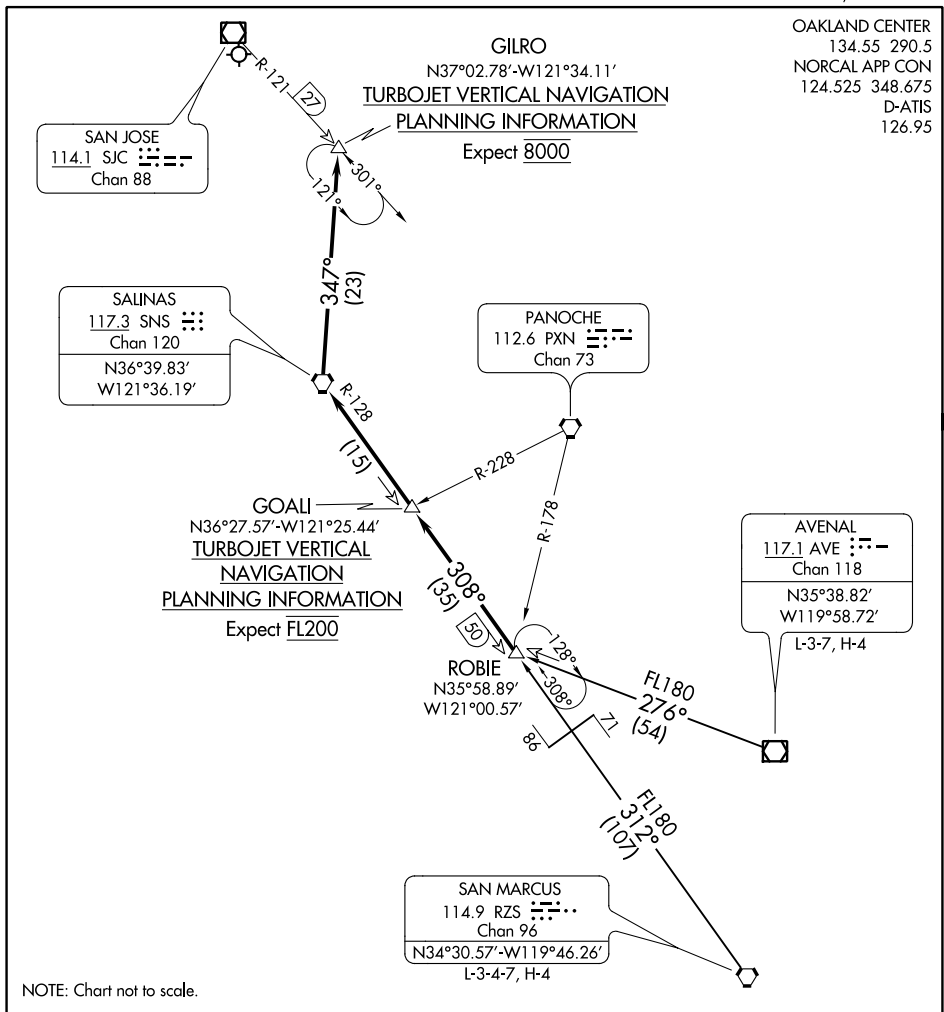 OAKLAND CENTER
134.55 290.5
NORCAL APP CON
124.525 348.675
D-ATIS
126.95
GILRO
N37°02.78′-W121°34.11′
TURBOJET VERTICAL NAVIGATION
PLANNING INFORMATION
Expect 8000
R-121
27
SAN JOSE
114.1 SJC
Chan 88
121°
301°
347°
(23)
SALINAS
117.3 SNS
Chan 120
N36°39.83′
W121°36.19′
PANOCHE
112.6 PXN
Chan 73
R-128
(15)
R-228
R-178
GOALI
N36°27.57′-W121°25.44′
TURBOJET VERTICAL
NAVIGATION
PLANNING INFORMATION
Expect FL200
AVENAL
117.1 AVE
Chan 118
N35°38.82′
W119°58.72′
L-3-7, H-4
308°
(35)
50
128°
308°
ROBIE
N35°58.89′
W121°00.57′
FL180
276°
(54)
86
71
FL180
312°
(107)
SAN MARCUS
114.9 RZS
Chan 96
N34°30.57′-W119°46.26′
L-3-4-7, H-4
NOTE: Chart not to scale.